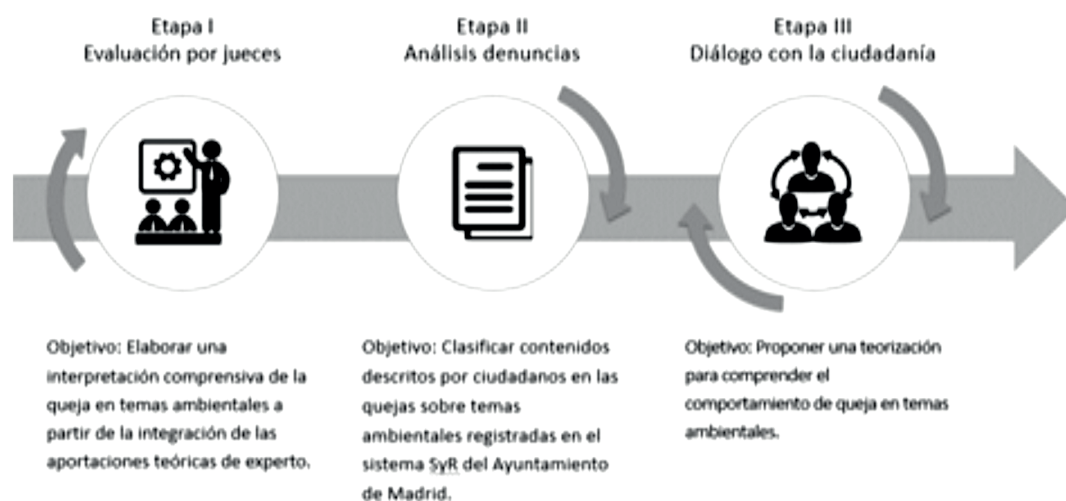 Etapa I
Evaluación por jueces
Etapa II
Análisis denuncias
Etapa III
Diálogo con la ciudadanía
Objetivo: Elaborar una
interpretación comprensiva de la
queja en temas ambientales a
partir de la integración de las
aportaciones teóricas de experto.
Objetivo: Clasificar contenidos
descritos por ciudadanos en las
quejas sobre temas
ambientales registradas en el
sistema SyR del Ayuntamiento
de Madrid.
Objetivo: Proponer una teorización
para comprender el
comportamiento de queja en temas
ambientales.